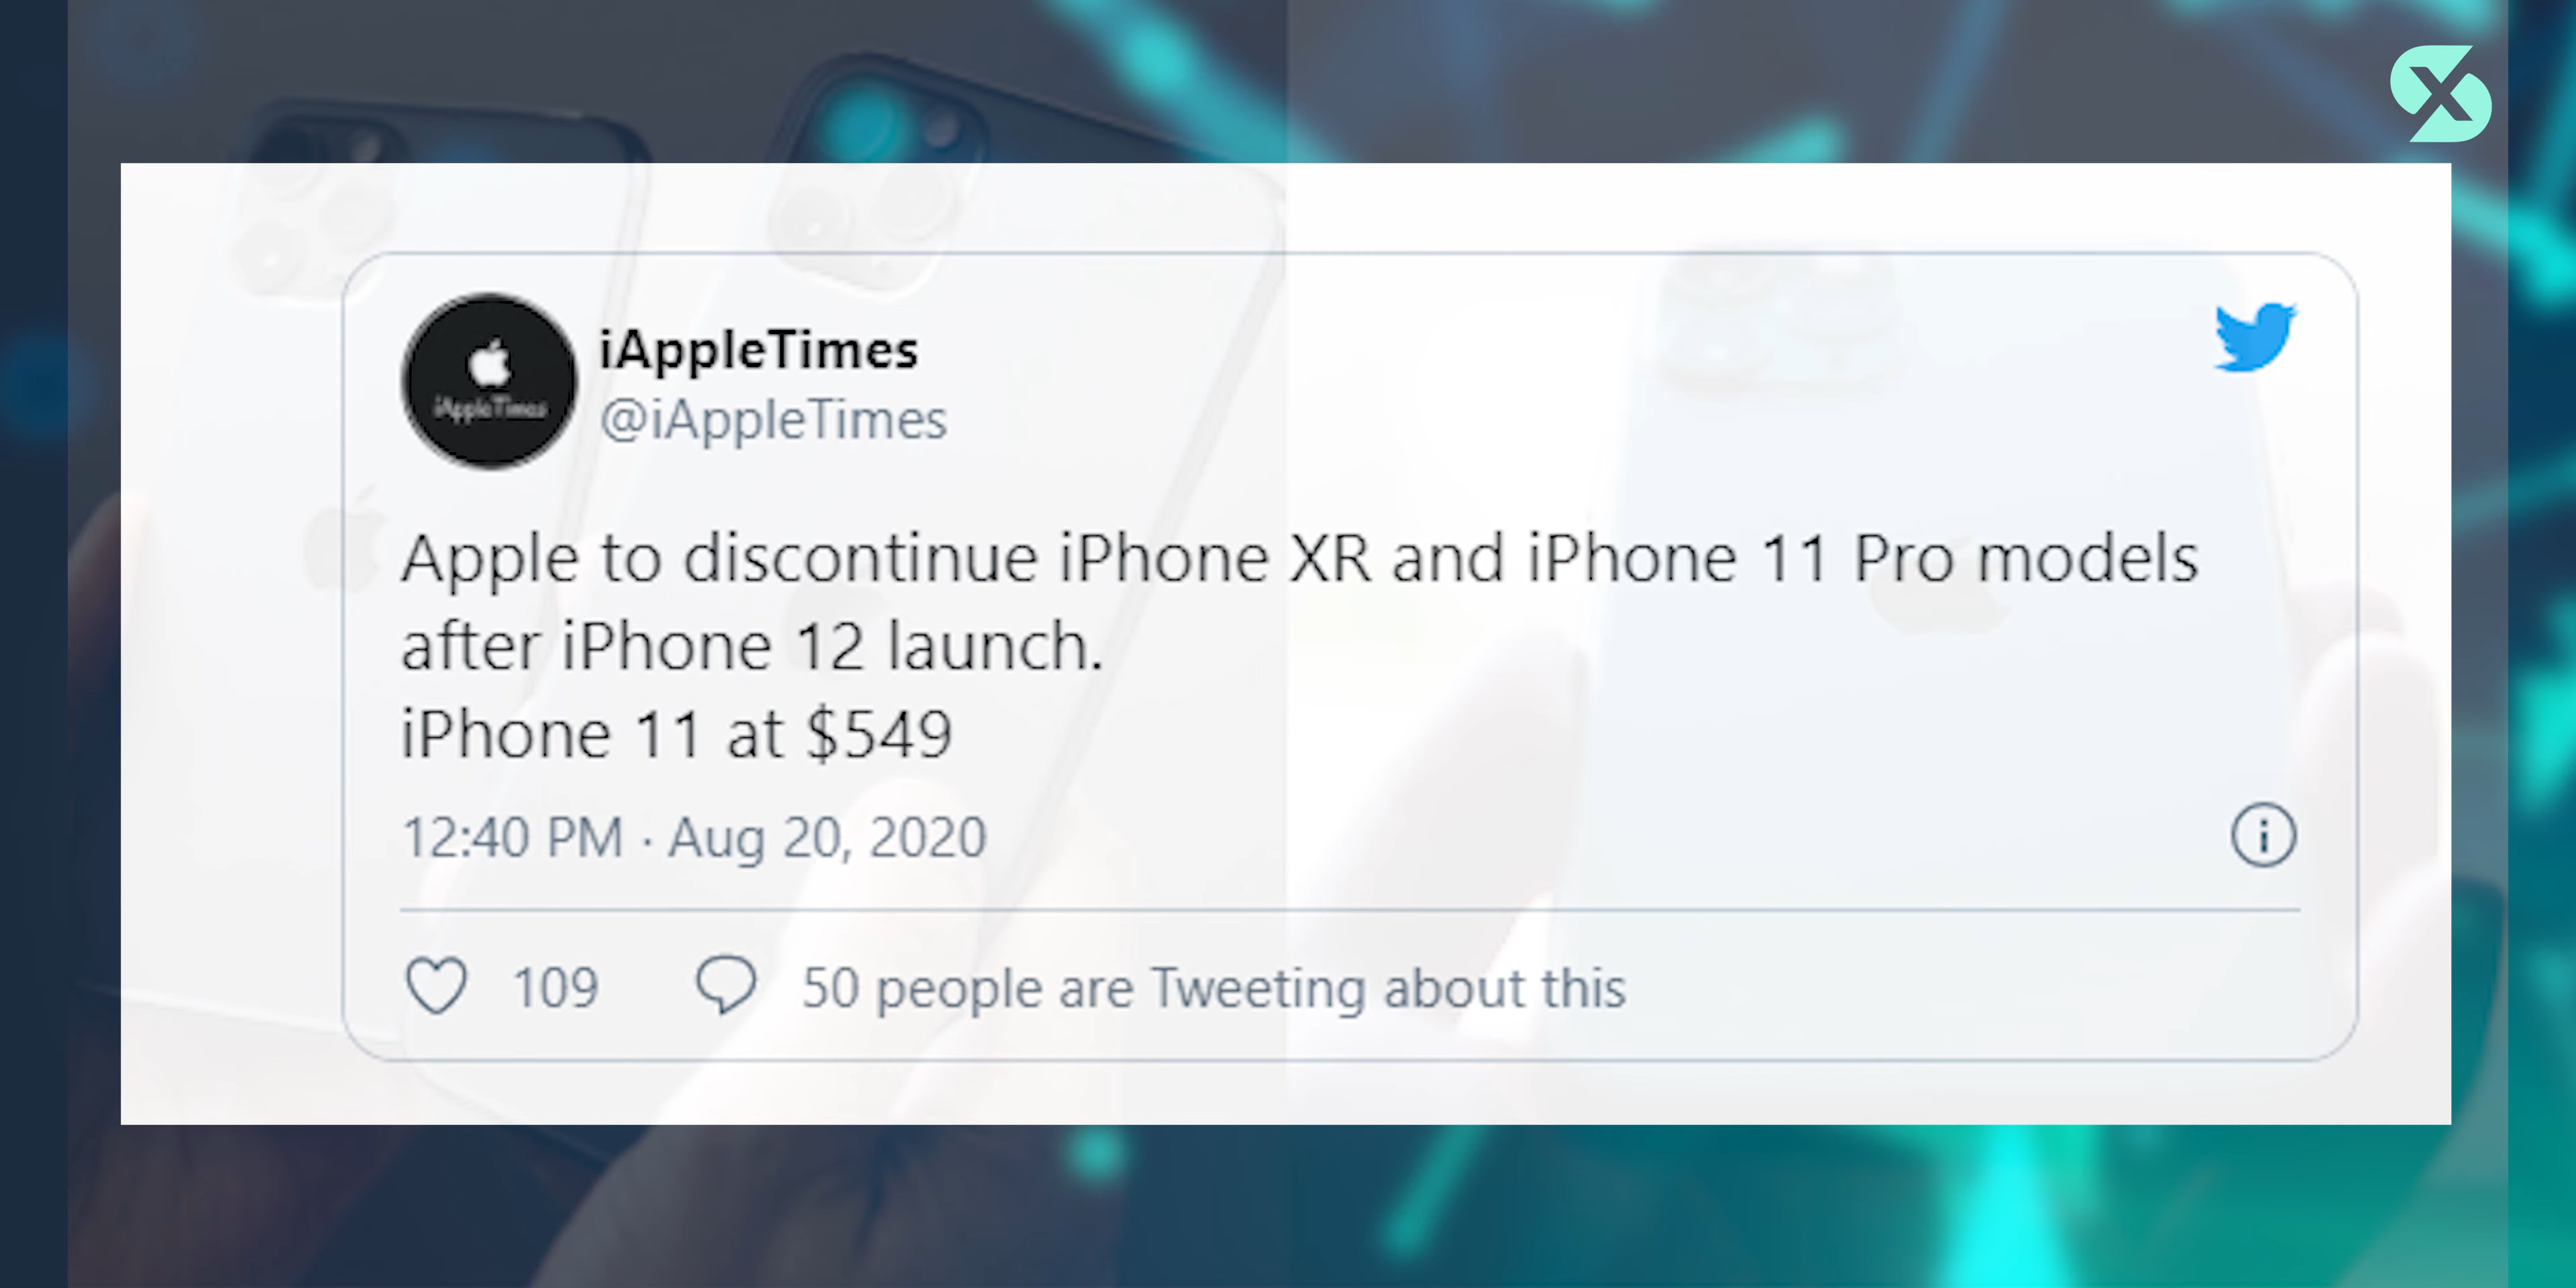 iAppleTimes
iAppleTimes
@iAppleTimes
Apple to discontinue iPhone XR and iPhone 11 Pro models
after iPhone 12 launch.
iPhone 11 at $549
12:40 PM · Aug 20, 2020
109 50 people are Tweeting about this